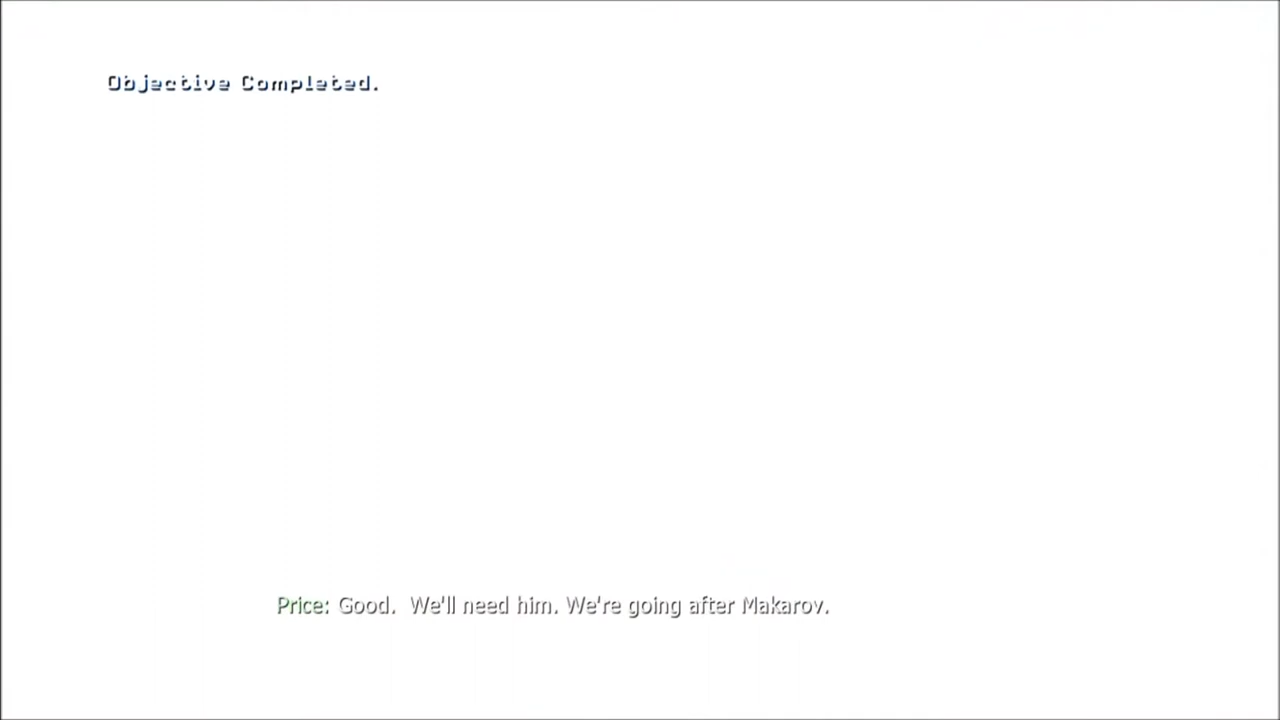 Objective Completed.
Price: Good.  We'll need him. We're going after Makarov.